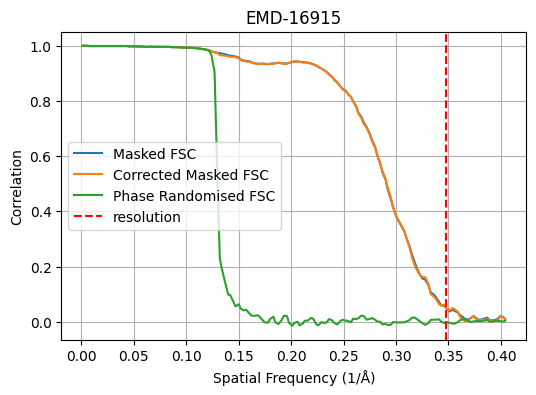 EMD-16915
Correlation
1.0
0.8
0.6
0.4
0.2
0.0
Masked FSC
Corrected Masked FSC
Phase Randomised FSC
resolution
0.00 0.05 0.10 0.15 0.20 0.25 0.30 0.35 0.40
Spatial Frequency (1/Å)